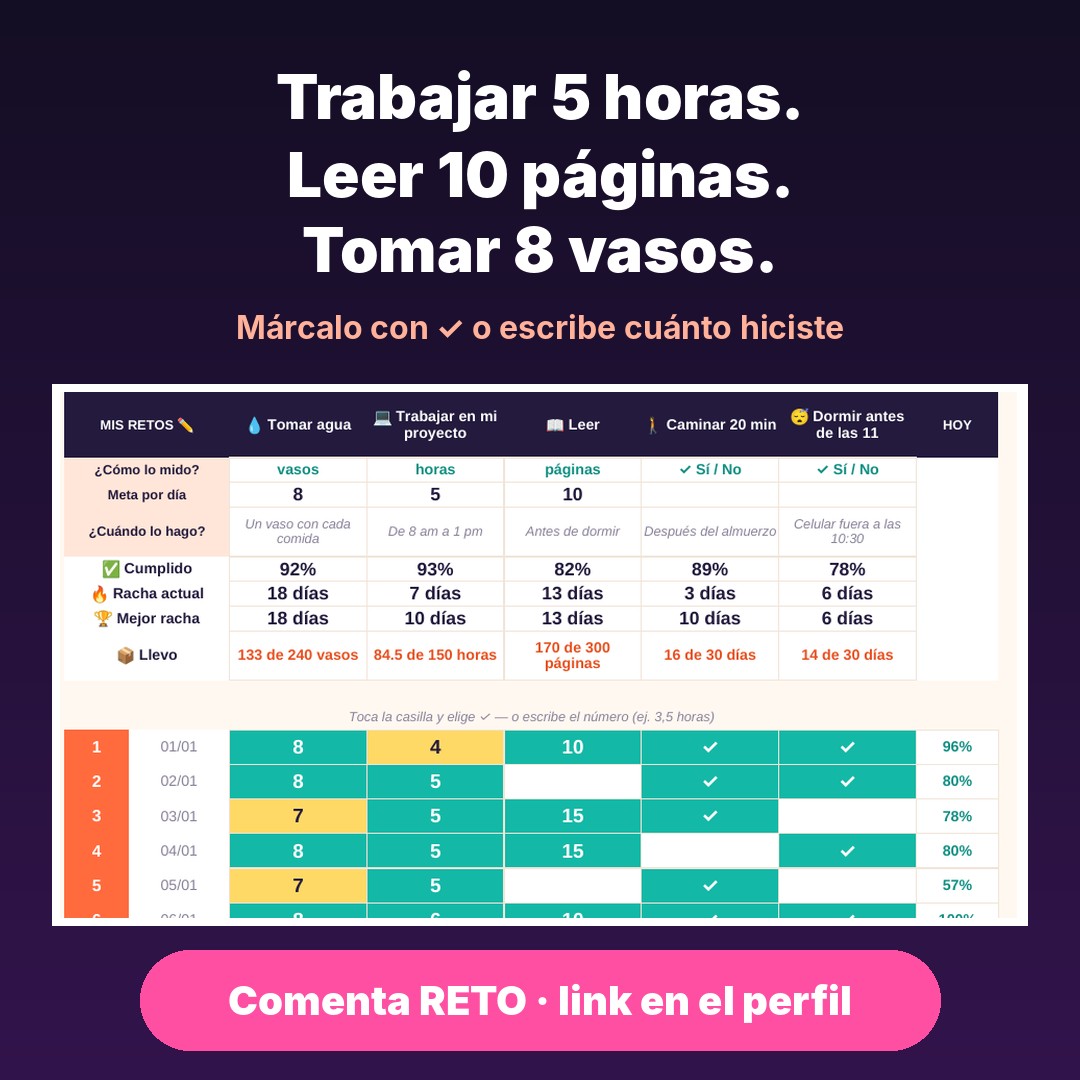 Trabajar 5 horas.
Leer 10 páginas.
Tomar 8 vasos.
Márcalo con ✓ o escribe cuánto hiciste
MIS RETOS ✏️ 💧 Tomar agua 💻 Trabajar en mi proyecto 📖 Leer 🚶 Caminar 20 min 😴 Dormir antes de las 11 HOY
¿Cómo lo mido? vasos horas páginas ✓ Sí / No ✓ Sí / No
Meta por día 8 5 10
¿Cuándo lo hago? Un vaso con cada comida De 8 am a 1 pm Antes de dormir Después del almuerzo Celular fuera a las 10:30
✅ Cumplido 92% 93% 82% 89% 78%
🔥 Racha actual 18 días 7 días 13 días 3 días 6 días
🏆 Mejor racha 18 días 10 días 13 días 10 días 6 días
📦 Llevo 133 de 240 vasos 84.5 de 150 horas 170 de 300 páginas 16 de 30 días 14 de 30 días
Toca la casilla y elige ✓ — o escribe el número (ej. 3,5 horas)
1 01/01 8 4 10 ✓ ✓ 96%
2 02/01 8 5 ✓ ✓ 80%
3 03/01 7 5 15 ✓ 78%
4 04/01 8 5 15 ✓ 80%
5 05/01 7 5 ✓ 57%
6 06/01 8 6 10 ✓ ✓ 100%
Comenta RETO · link en el perfil